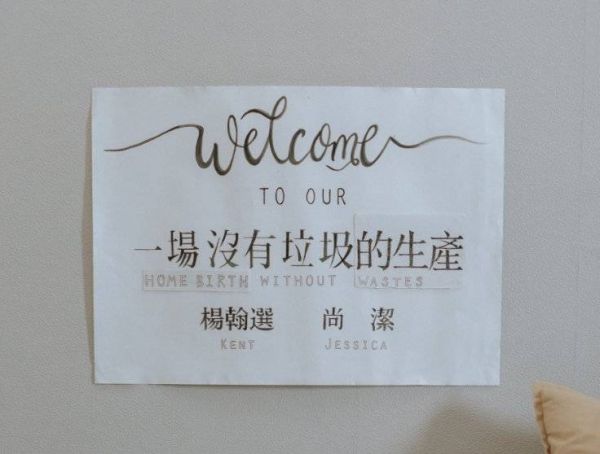 Welcome
TO OUR
一場沒有垃圾的生產
HOME BIRTH WITHOUT WASTES
楊翰選 尚潔
KENT JESSICA